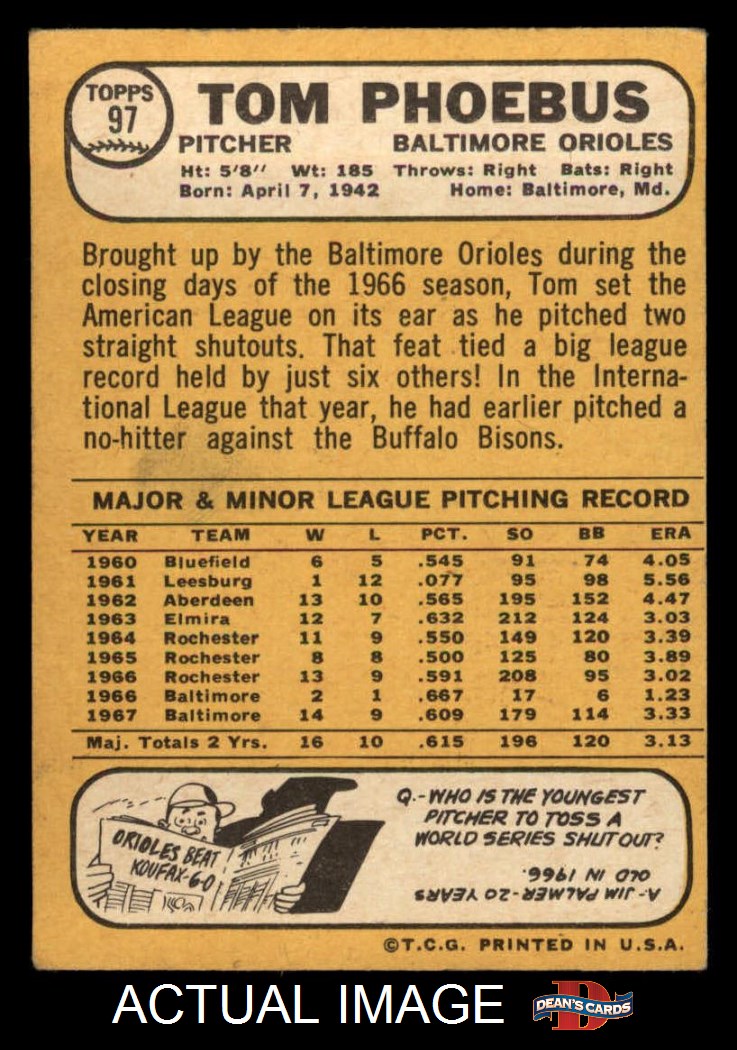 TOPPS
97
TOM PHOEBUS
PITCHER BALTIMORE ORIOLES
Ht: 5'8" Wt: 185 Throws: Right Bats: Right
Born: April 7, 1942 Home: Baltimore, Md.
Brought up by the Baltimore Orioles during the
closing days of the 1966 season, Tom set the
American League on its ear as he pitched two
straight shutouts. That feat tied a big league
record held by just six others! In the Interna-
tional League that year, he had earlier pitched a
no-hitter against the Buffalo Bisons.
MAJOR & MINOR LEAGUE PITCHING RECORD
YEAR TEAM W L PCT. SO BB ERA
1960 Bluefield 6 5 .545 91 74 4.05
1961 Leesburg 1 12 .077 95 98 5.56
1962 Aberdeen 13 10 .565 195 152 4.47
1963 Elmira 12 7 .632 212 124 3.03
1964 Rochester 11 9 .550 149 120 3.39
1965 Rochester 8 8 .500 125 80 3.89
1966 Rochester 13 9 .591 208 95 3.02
1966 Baltimore 2 1 .667 17 6 1.23
1967 Baltimore 14 9 .609 179 114 3.33
Maj. Totals 2 Yrs. 16 10 .615 196 120 3.13
ORIOLES BEAT
KOUFAX-6-0
Q.-WHO IS THE YOUNGEST
PITCHER TO TOSS A
WORLD SERIES SHUTOUT?
A. JIM PALMER-20 YEARS
OLD IN 1966.
©T.C.G. PRINTED IN U.S.A.
ACTUAL IMAGE
D
DEAN'S CARDS